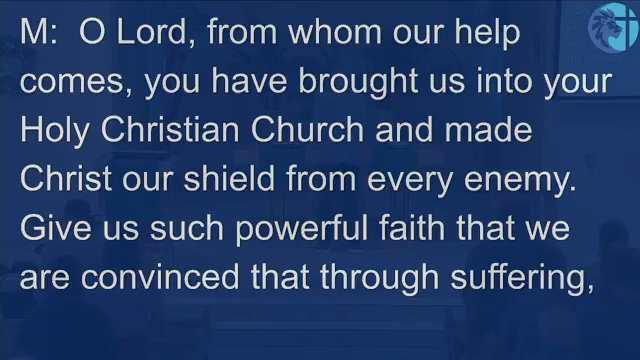 M:  O Lord, from whom our help
comes, you have brought us into your
Holy Christian Church and made
Christ our shield from every enemy.
Give us such powerful faith that we
are convinced that through suffering,